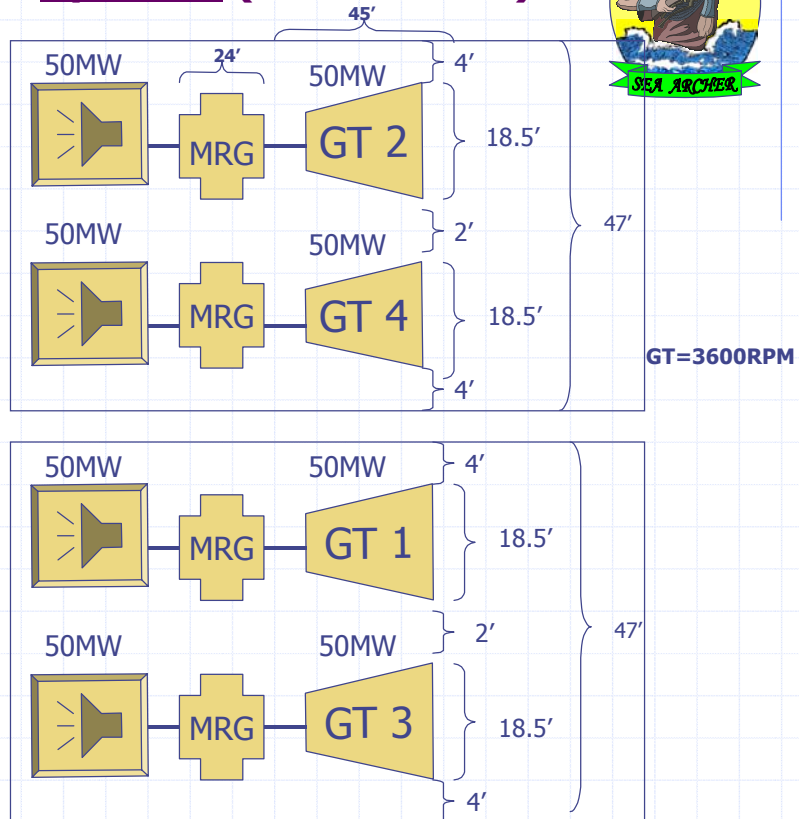 45′
50MW
24′
50MW
4′
SEA ARCHER
MRG
GT 2
18.5′
50MW
50MW
2′
47′
MRG
GT 4
18.5′
GT=3600RPM
4′
50MW
50MW
4′
MRG
GT 1
18.5′
50MW
50MW
2′
47′
MRG
GT 3
18.5′
4′